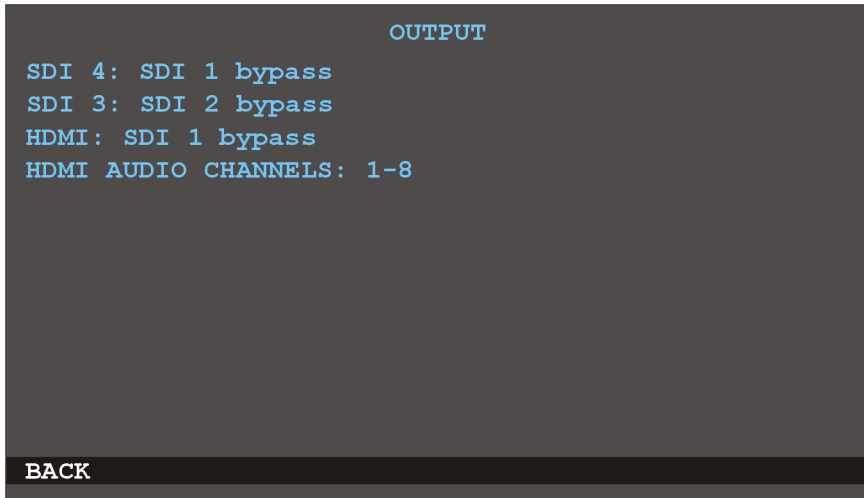 OUTPUT
SDI 4: SDI 1 bypass
SDI 3: SDI 2 bypass
HDMI: SDI 1 bypass
HDMI AUDIO CHANNELS: 1-8
BACK